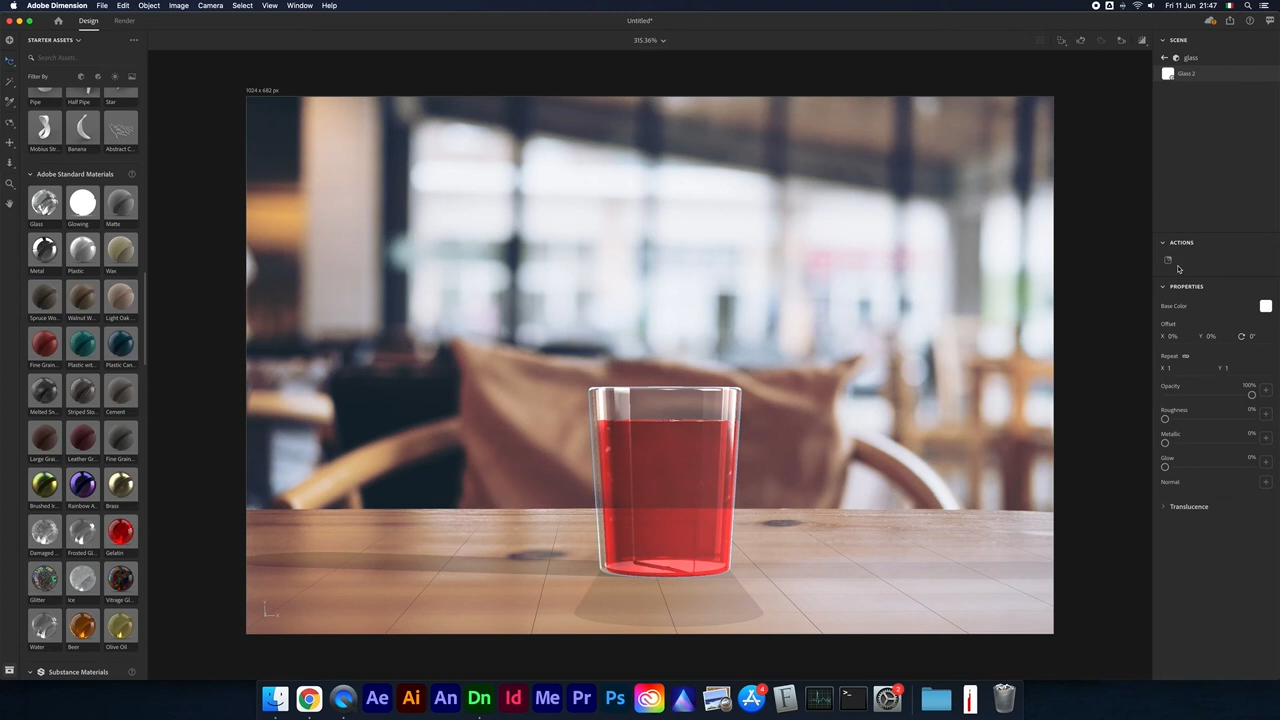 Adobe Dimension File Edit Object Image Camera Select View Window Help Fri 11 Jun 21:47
Design Render Untitled*
STARTER ASSETS 315.36% SCENE
Search Assets... glass
Filter By Glass 2
1024 x 682 px
Pipe Half Pipe Star
Mobius Str... Banana Abstract C...
Adobe Standard Materials
Glass Glowing Matte
ACTIONS
Metal Plastic Wax
PROPERTIES
Base Color
Spruce Wo... Walnut W... Light Oak ...
Offset
X 0% Y 0% 0°
Repeat
Fine Grain... Plastic wit... Plastic Can...
X 1 Y 1
Opacity 100%
Melted Sn... Striped Sto... Cement
Roughness 0%
Metallic 0%
Large Grai... Leather Gr... Fine Grain...
Glow 0%
Normal
Brushed Ir... Rainbow A... Brass
Translucence
Damaged ... Frosted Gl... Gelatin
Glitter Ice Vitrage Gl...
Water Beer Olive Oil
Substance Materials
Ae Ai An Dn Id Me Pr Ps 4 F 2